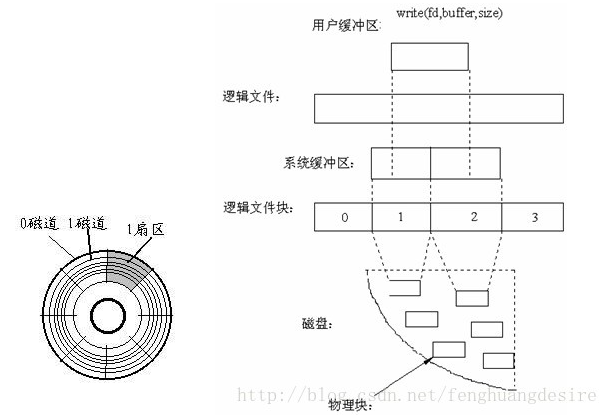 write(fd,buffer,size)
用户缓冲区:
逻辑文件:
系统缓冲区:
逻辑文件块: 0 1 2 3
0磁道 1磁道 1扇区
磁盘:
物理块:
http://blog.csdn.net/fenghuangdesire